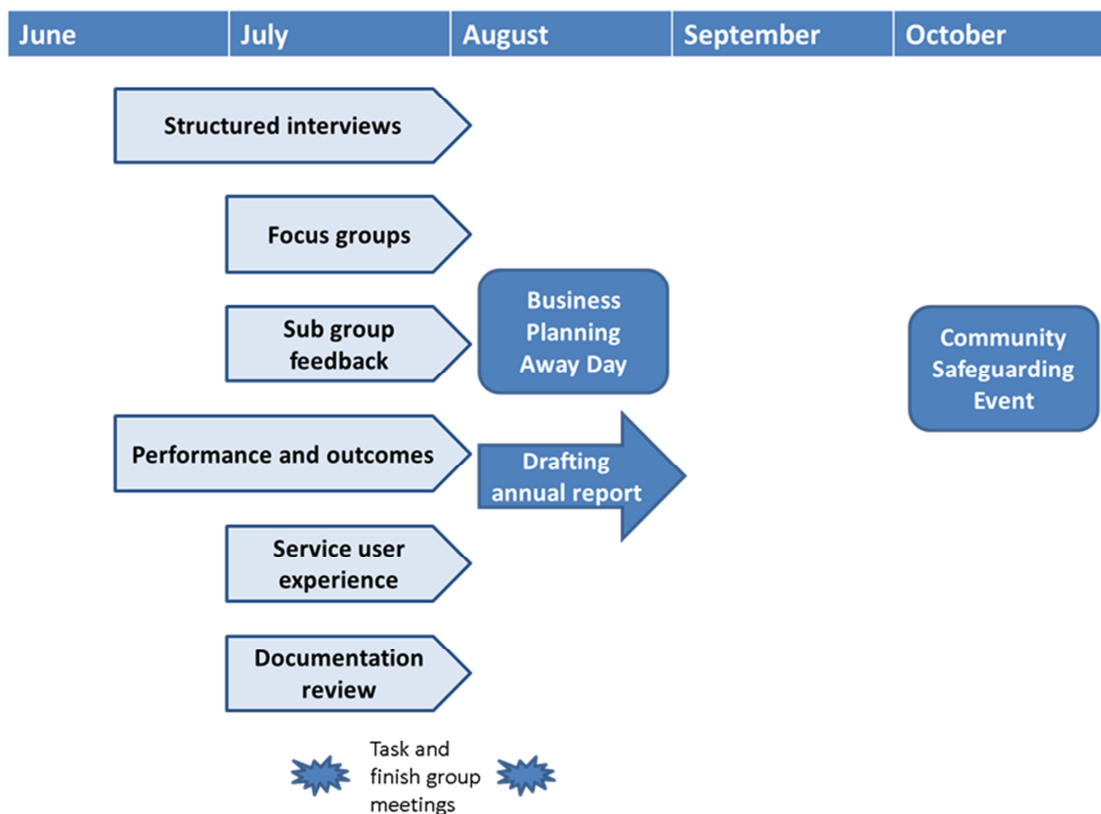 June
July
August
September
October
Structured interviews
Focus groups
Sub group
feedback
Business
Planning
Away Day
Community
Safeguarding
Event
Performance and outcomes
Drafting
annual report
Service user
experience
Documentation
review
Task and
finish group
meetings